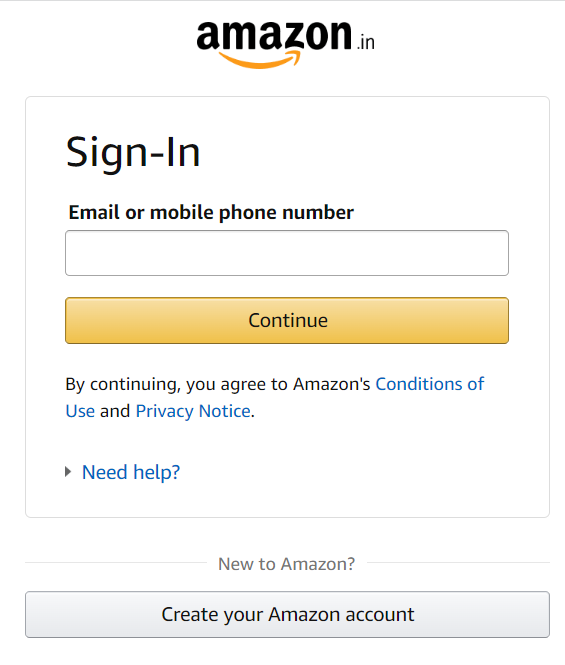 amazon.in
Sign-In
Email or mobile phone number
Continue
By continuing, you agree to Amazon's Conditions of
Use and Privacy Notice.
Need help?
New to Amazon?
Create your Amazon account